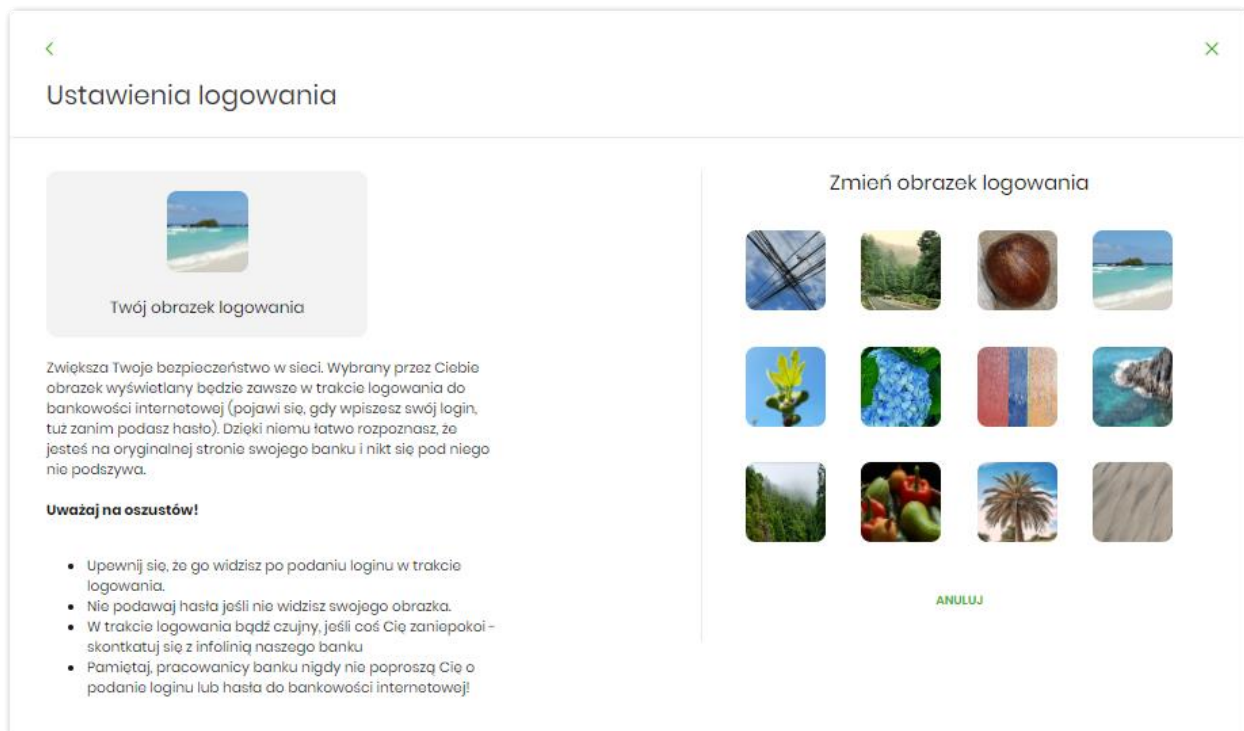 Ustawienia logowania
Twój obrazek logowania
Zwiększa Twoje bezpieczeństwo w sieci. Wybrany przez Ciebie
obrazek wyświetlany będzie zawsze w trakcie logowania do
bankowości internetowej (pojawi się, gdy wpiszesz swój login,
tuż zanim podasz hasło). Dzięki niemu łatwo rozpoznasz, że
jesteś na oryginalnej stronie swojego banku i nikt się pod niego
nie podszywa.
Uważaj na oszustów!
• Upewnij się, że go widzisz po podaniu loginu w trakcie
logowania.
• Nie podawaj hasła jeśli nie widzisz swojego obrazka.
• W trakcie logowania bądź czujny, jeśli coś Cię zaniepokoi -
skontkatuj się z infolinią naszego banku
• Pamiętaj, pracowanicy banku nigdy nie poproszą Cię o
podanie loginu lub hasła do bankowości internetowej!
Zmień obrazek logowania
ANULUJ